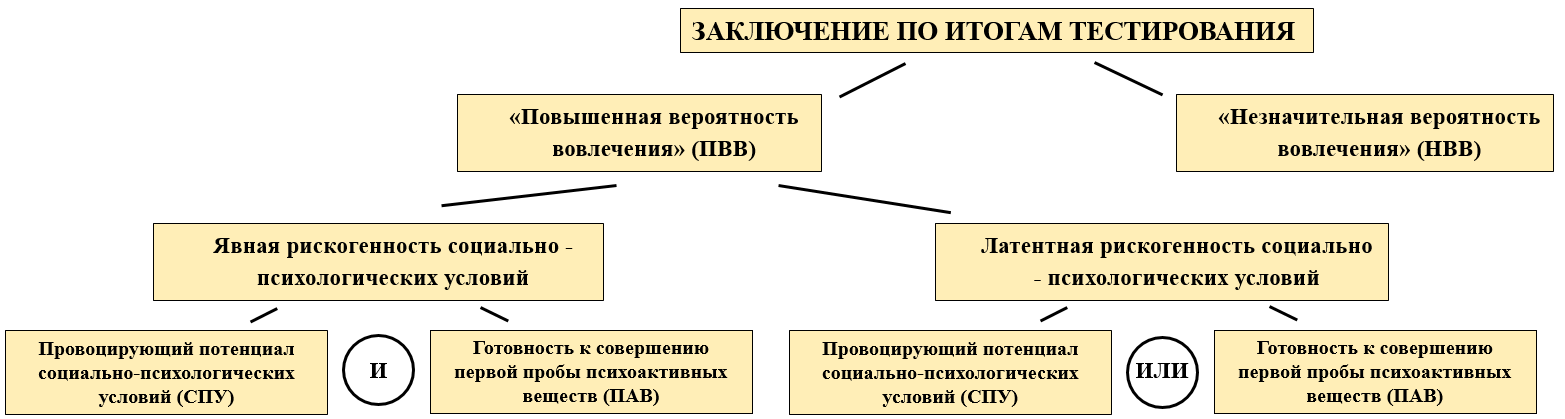 ЗАКЛЮЧЕНИЕ ПО ИТОГАМ ТЕСТИРОВАНИЯ
«Повышенная вероятность
вовлечения» (ПВВ)
«Незначительная вероятность
вовлечения» (НВВ)
Явная рискогенность социально -
психологических условий
Латентная рискогенность социально
- психологических условий
Провоцирующий потенциал
социально-психологических
условий (СПУ)
И
Готовность к совершению
первой пробы психоактивных
веществ (ПАВ)
Провоцирующий потенциал
социально-психологических
условий (СПУ)
ИЛИ
Готовность к совершению
первой пробы психоактивных
веществ (ПАВ)